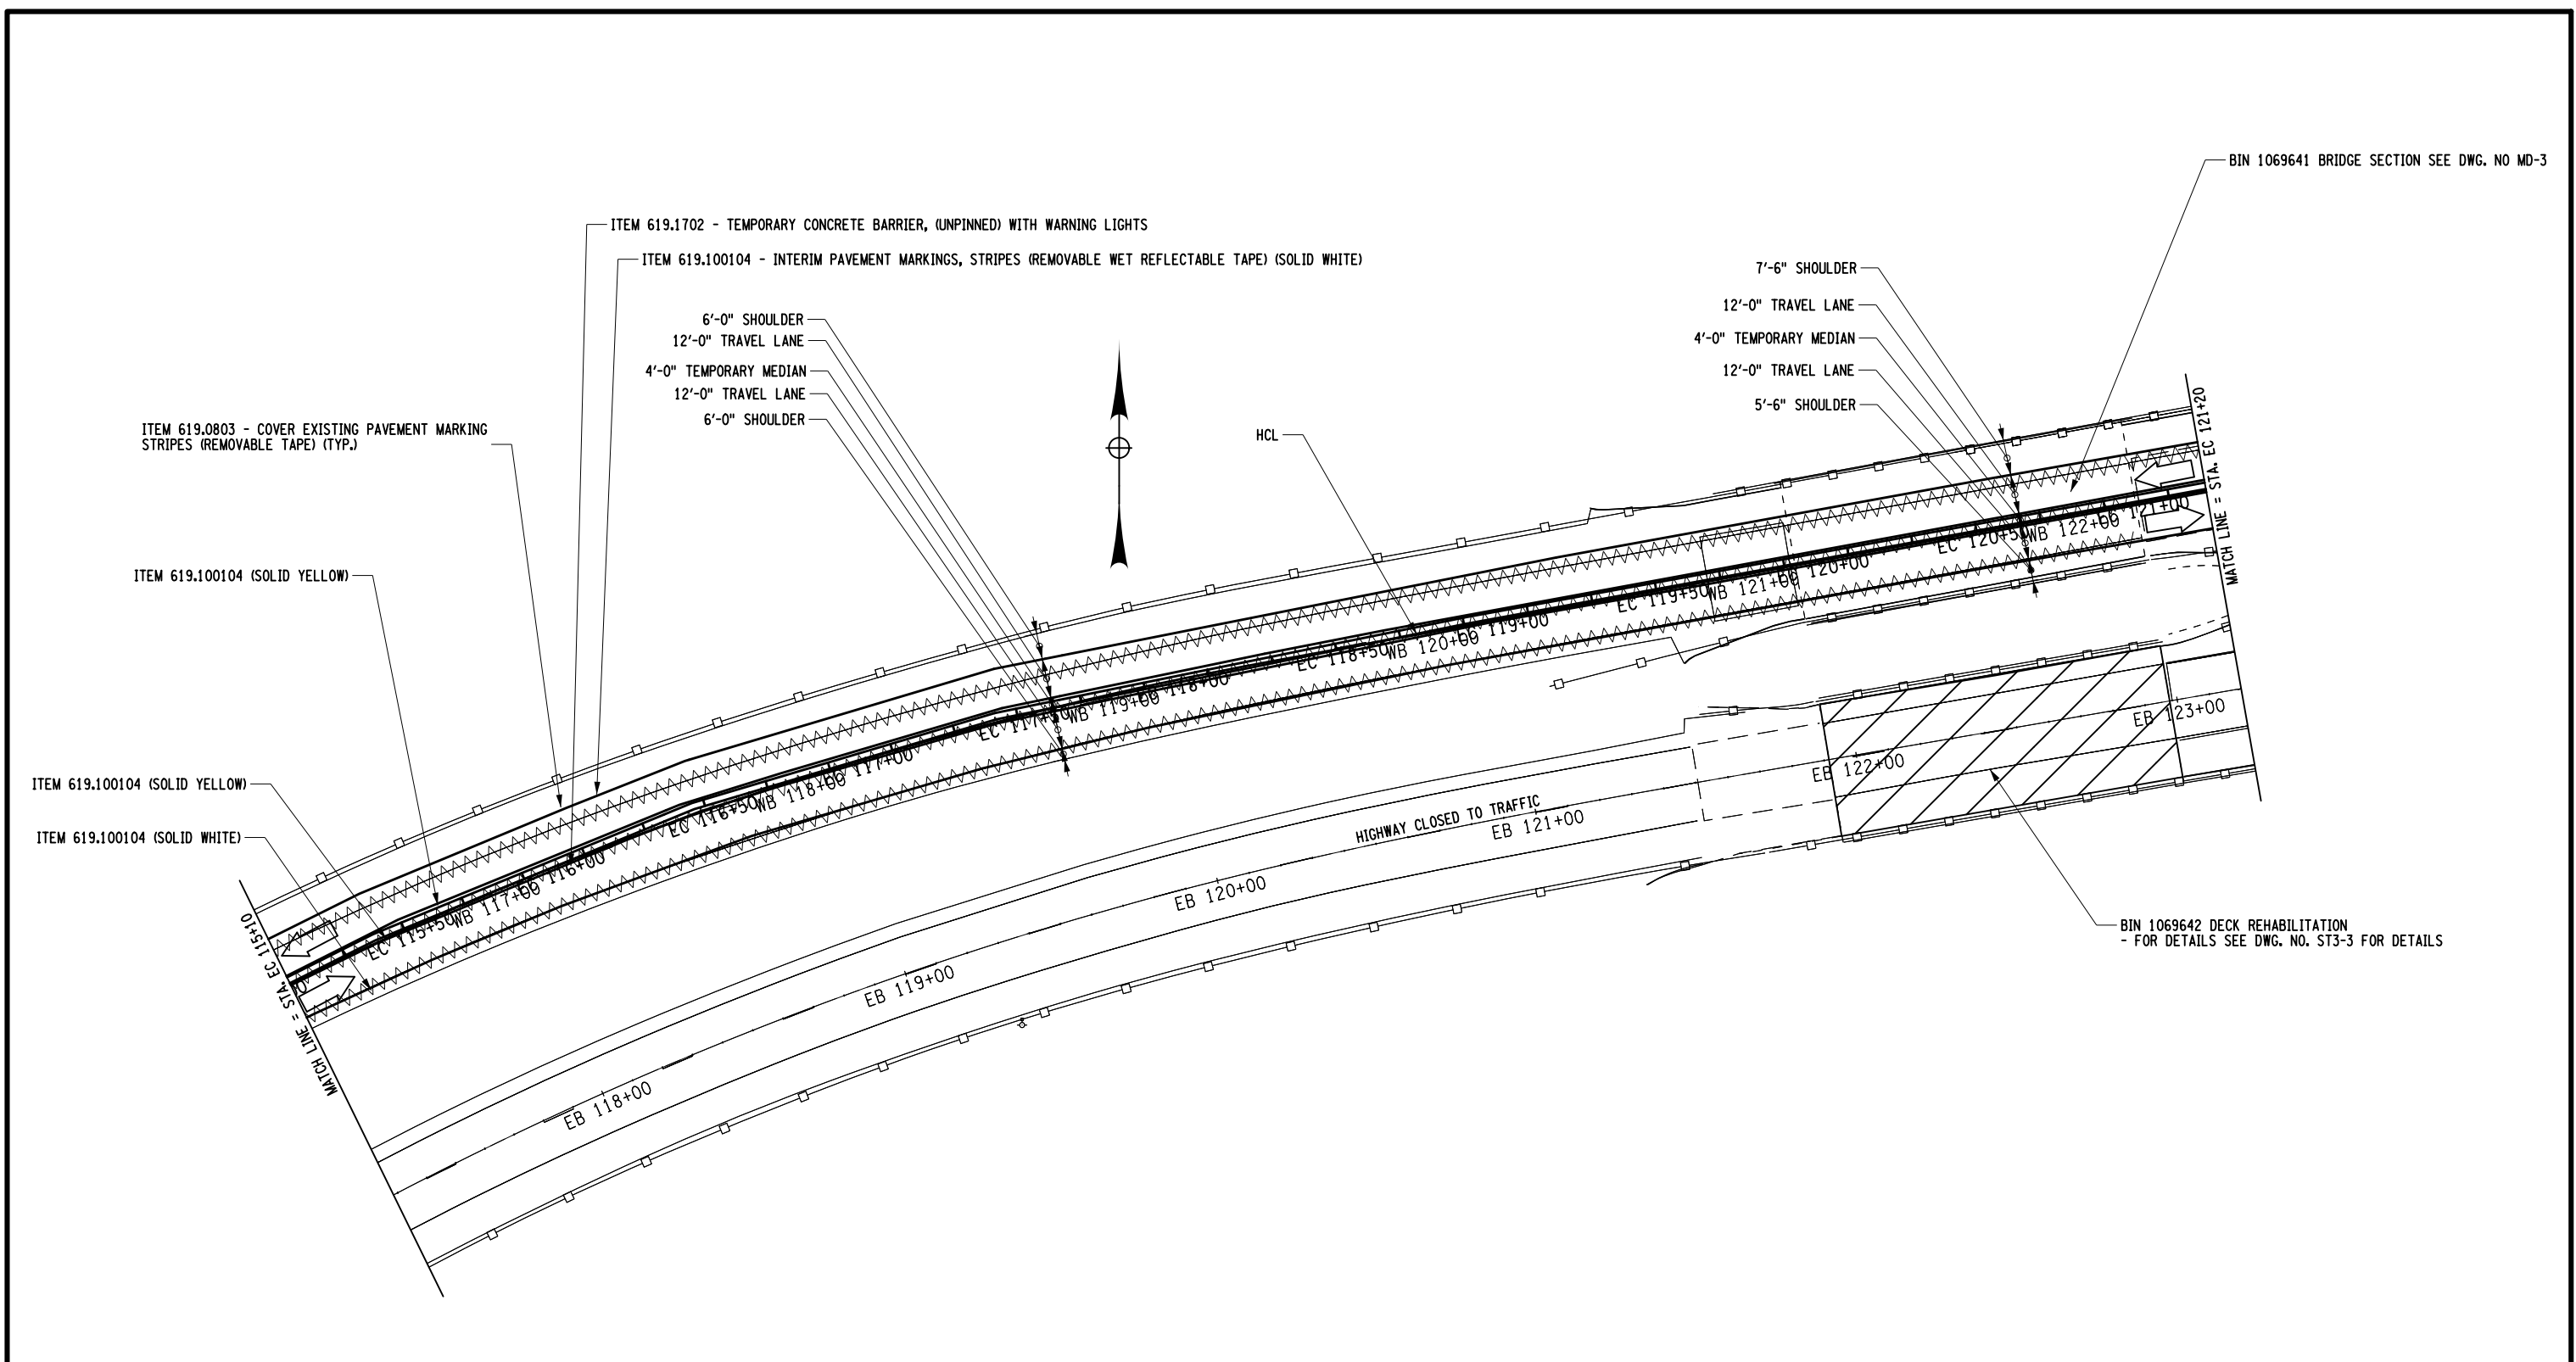 BIN 1069641 BRIDGE SECTION SEE DWG. NO MD-3
ITEM 619.1702 - TEMPORARY CONCRETE BARRIER, (UNPINNED) WITH WARNING LIGHTS
ITEM 619.100104 - INTERIM PAVEMENT MARKINGS, STRIPES (REMOVABLE WET REFLECTABLE TAPE) (SOLID WHITE)
6'-0" SHOULDER
12'-0" TRAVEL LANE
4'-0" TEMPORARY MEDIAN
12'-0" TRAVEL LANE
6'-0" SHOULDER
7'-6" SHOULDER
12'-0" TRAVEL LANE
4'-0" TEMPORARY MEDIAN
12'-0" TRAVEL LANE
5'-6" SHOULDER
HCL
ITEM 619.0803 - COVER EXISTING PAVEMENT MARKING
STRIPES (REMOVABLE TAPE) (TYP.)
ITEM 619.100104 (SOLID YELLOW)
ITEM 619.100104 (SOLID YELLOW)
ITEM 619.100104 (SOLID WHITE)
MATCH LINE = STA. EC 115+10
EC 115+50
WB 117+00
116+00
EC 116+50
WB 118+00
117+00
EC 117+50
WB 119+00
118+00
EC 118+50
WB 120+00
119+00
EC 119+50
WB 121+00
120+00
EC 120+50
WB 122+00
121+00
MATCH LINE = STA. EC 121+20
HIGHWAY CLOSED TO TRAFFIC
EB 118+00
EB 119+00
EB 120+00
EB 121+00
EB 122+00
EB 123+00
BIN 1069642 DECK REHABILITATION
- FOR DETAILS SEE DWG. NO. ST3-3 FOR DETAILS